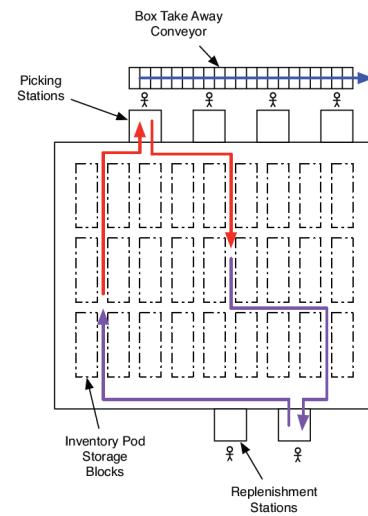 Box Take Away
Conveyor
Picking
Stations
Inventory Pod
Storage
Blocks
Replenishment
Stations